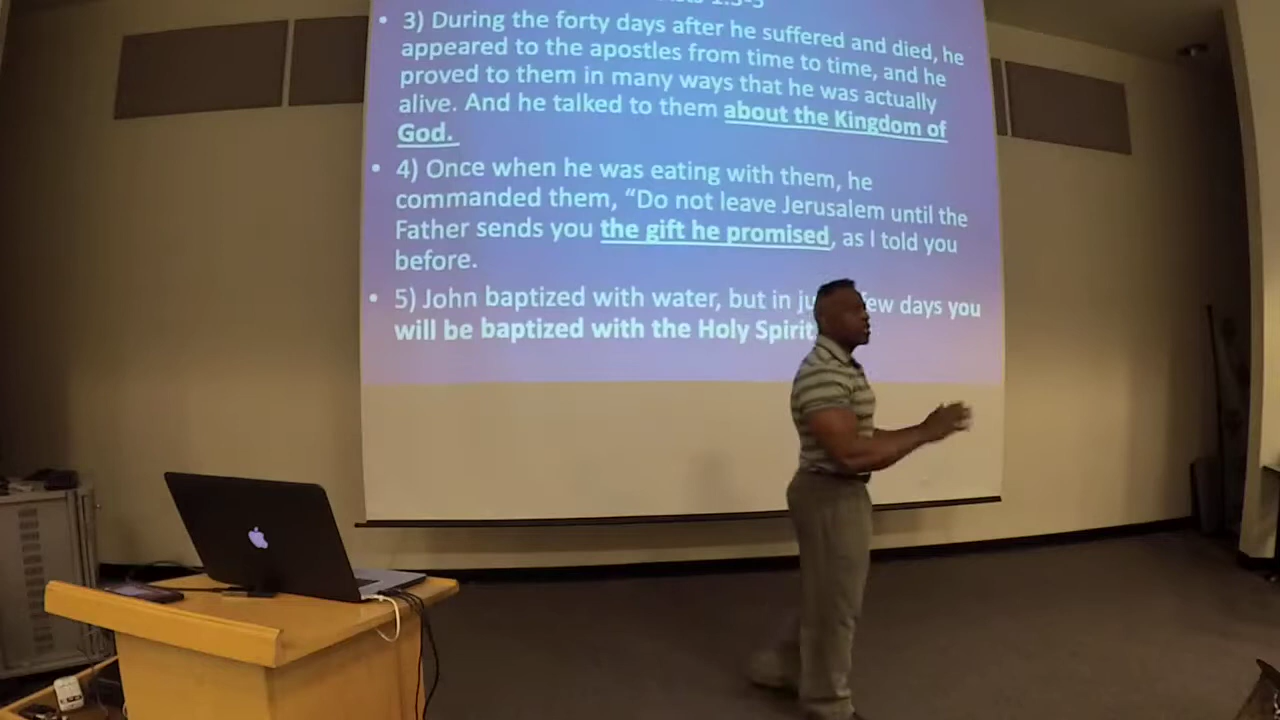 3) During the forty days after he suffered and died, he
appeared to the apostles from time to time, and he
proved to them in many ways that he was actually
alive. And he talked to them about the Kingdom of
God.
4) Once when he was eating with them, he
commanded them, “Do not leave Jerusalem until the
Father sends you the gift he promised, as I told you
before.
5) John baptized with water, but in few days you
will be baptized with the Holy Spirit